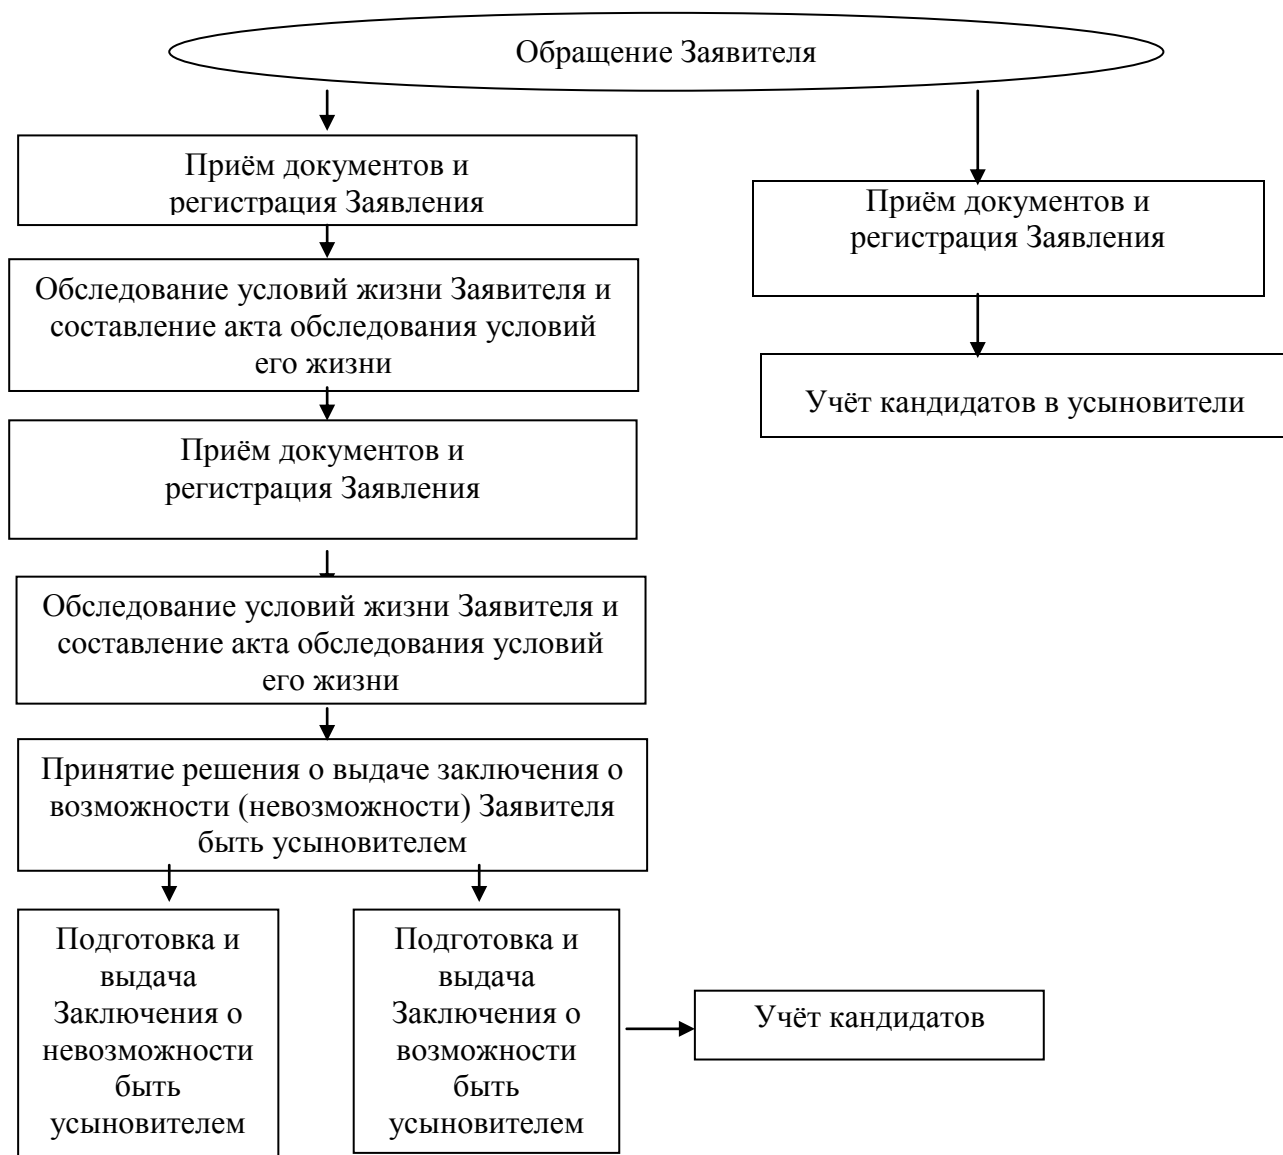 Обращение Заявителя
Приём документов и
регистрация Заявления
Обследование условий жизни Заявителя и
составление акта обследования условий
его жизни
Приём документов и
регистрация Заявления
Обследование условий жизни Заявителя и
составление акта обследования условий
его жизни
Принятие решения о выдаче заключения о
возможности (невозможности) Заявителя
быть усыновителем
Подготовка и
выдача
Заключения о
невозможности
быть
усыновителем
Подготовка и
выдача
Заключения о
возможности
быть
усыновителем
Учёт кандидатов
Приём документов и
регистрация Заявления
Учёт кандидатов в усыновители